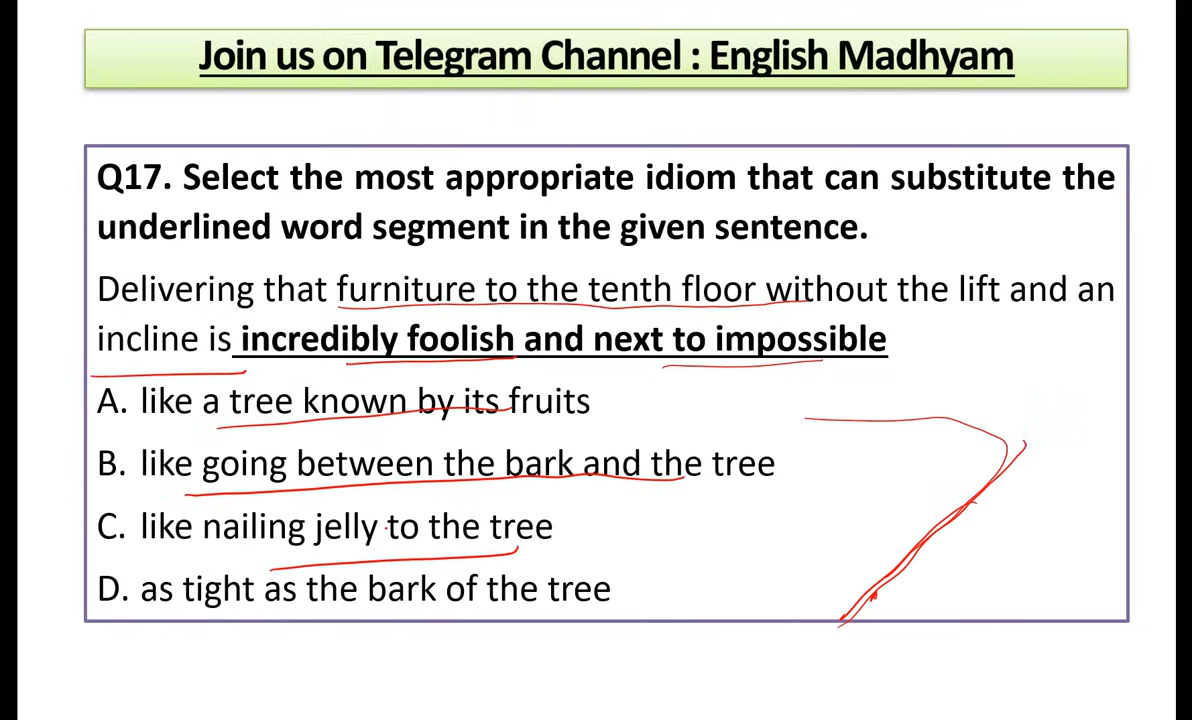 Join us on Telegram Channel : English Madhyam
Q17. Select the most appropriate idiom that can substitute the
underlined word segment in the given sentence.
Delivering that furniture to the tenth floor without the lift and an
incline is incredibly foolish and next to impossible
A. like a tree known by its fruits
B. like going between the bark and the tree
C. like nailing jelly to the tree
D. as tight as the bark of the tree